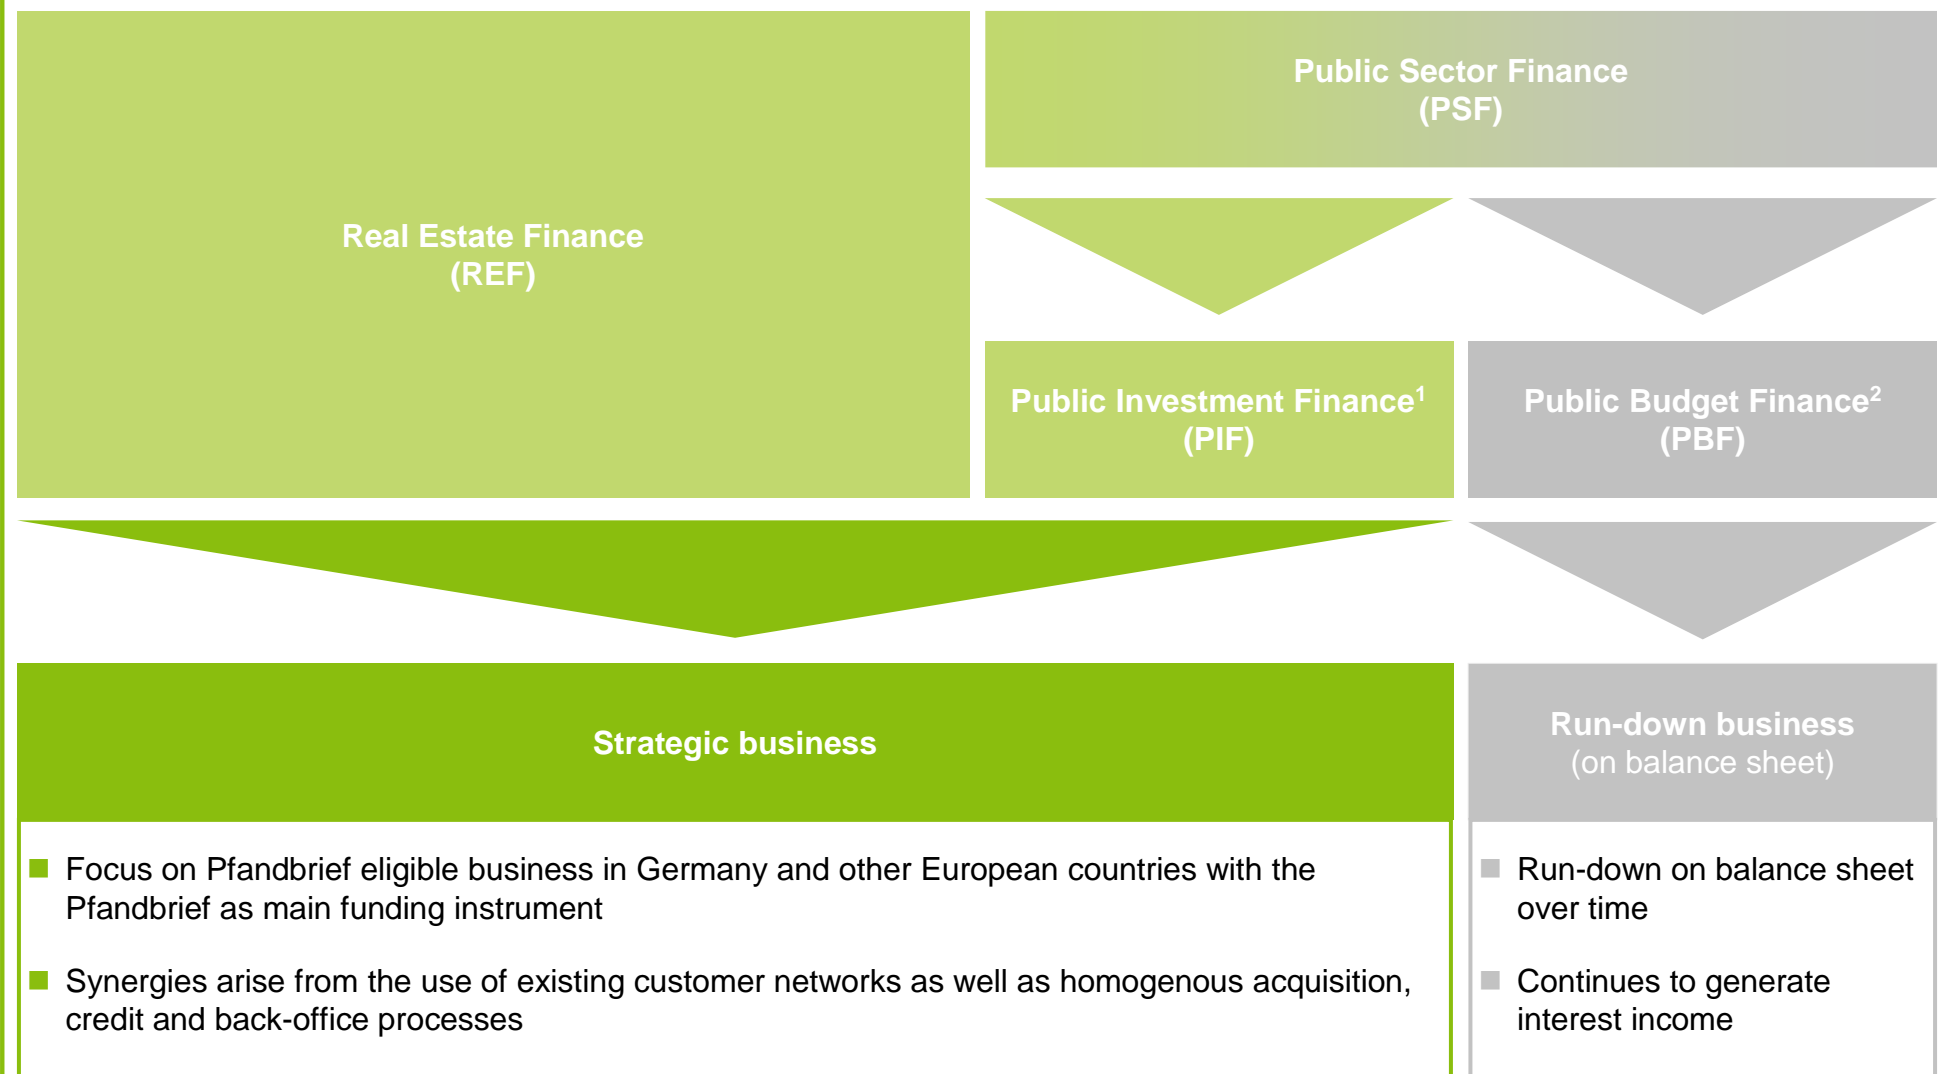 Public Sector Finance
(PSF)
Real Estate Finance
(REF)
Public Investment Finance¹
(PIF)
Public Budget Finance²
(PBF)
Strategic business
Run-down business
(on balance sheet)
Focus on Pfandbrief eligible business in Germany and other European countries with the
Pfandbrief as main funding instrument
Synergies arise from the use of existing customer networks as well as homogenous acquisition,
credit and back-office processes
Run-down on balance sheet
over time
Continues to generate
interest income